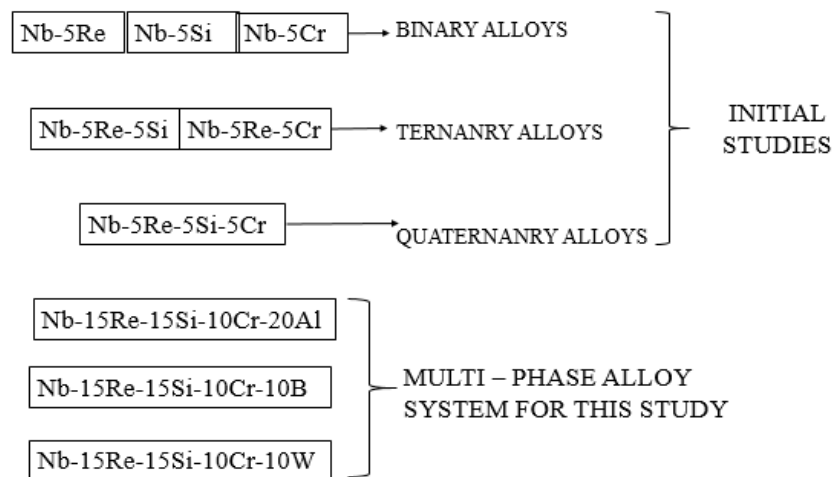 Nb-5Re Nb-5Si Nb-5Cr BINARY ALLOYS
Nb-5Re-5Si Nb-5Re-5Cr TERNANRY ALLOYS
INITIAL
STUDIES
Nb-5Re-5Si-5Cr QUATERNANRY ALLOYS
Nb-15Re-15Si-10Cr-20Al
Nb-15Re-15Si-10Cr-10B
MULTI – PHASE ALLOY
SYSTEM FOR THIS STUDY
Nb-15Re-15Si-10Cr-10W